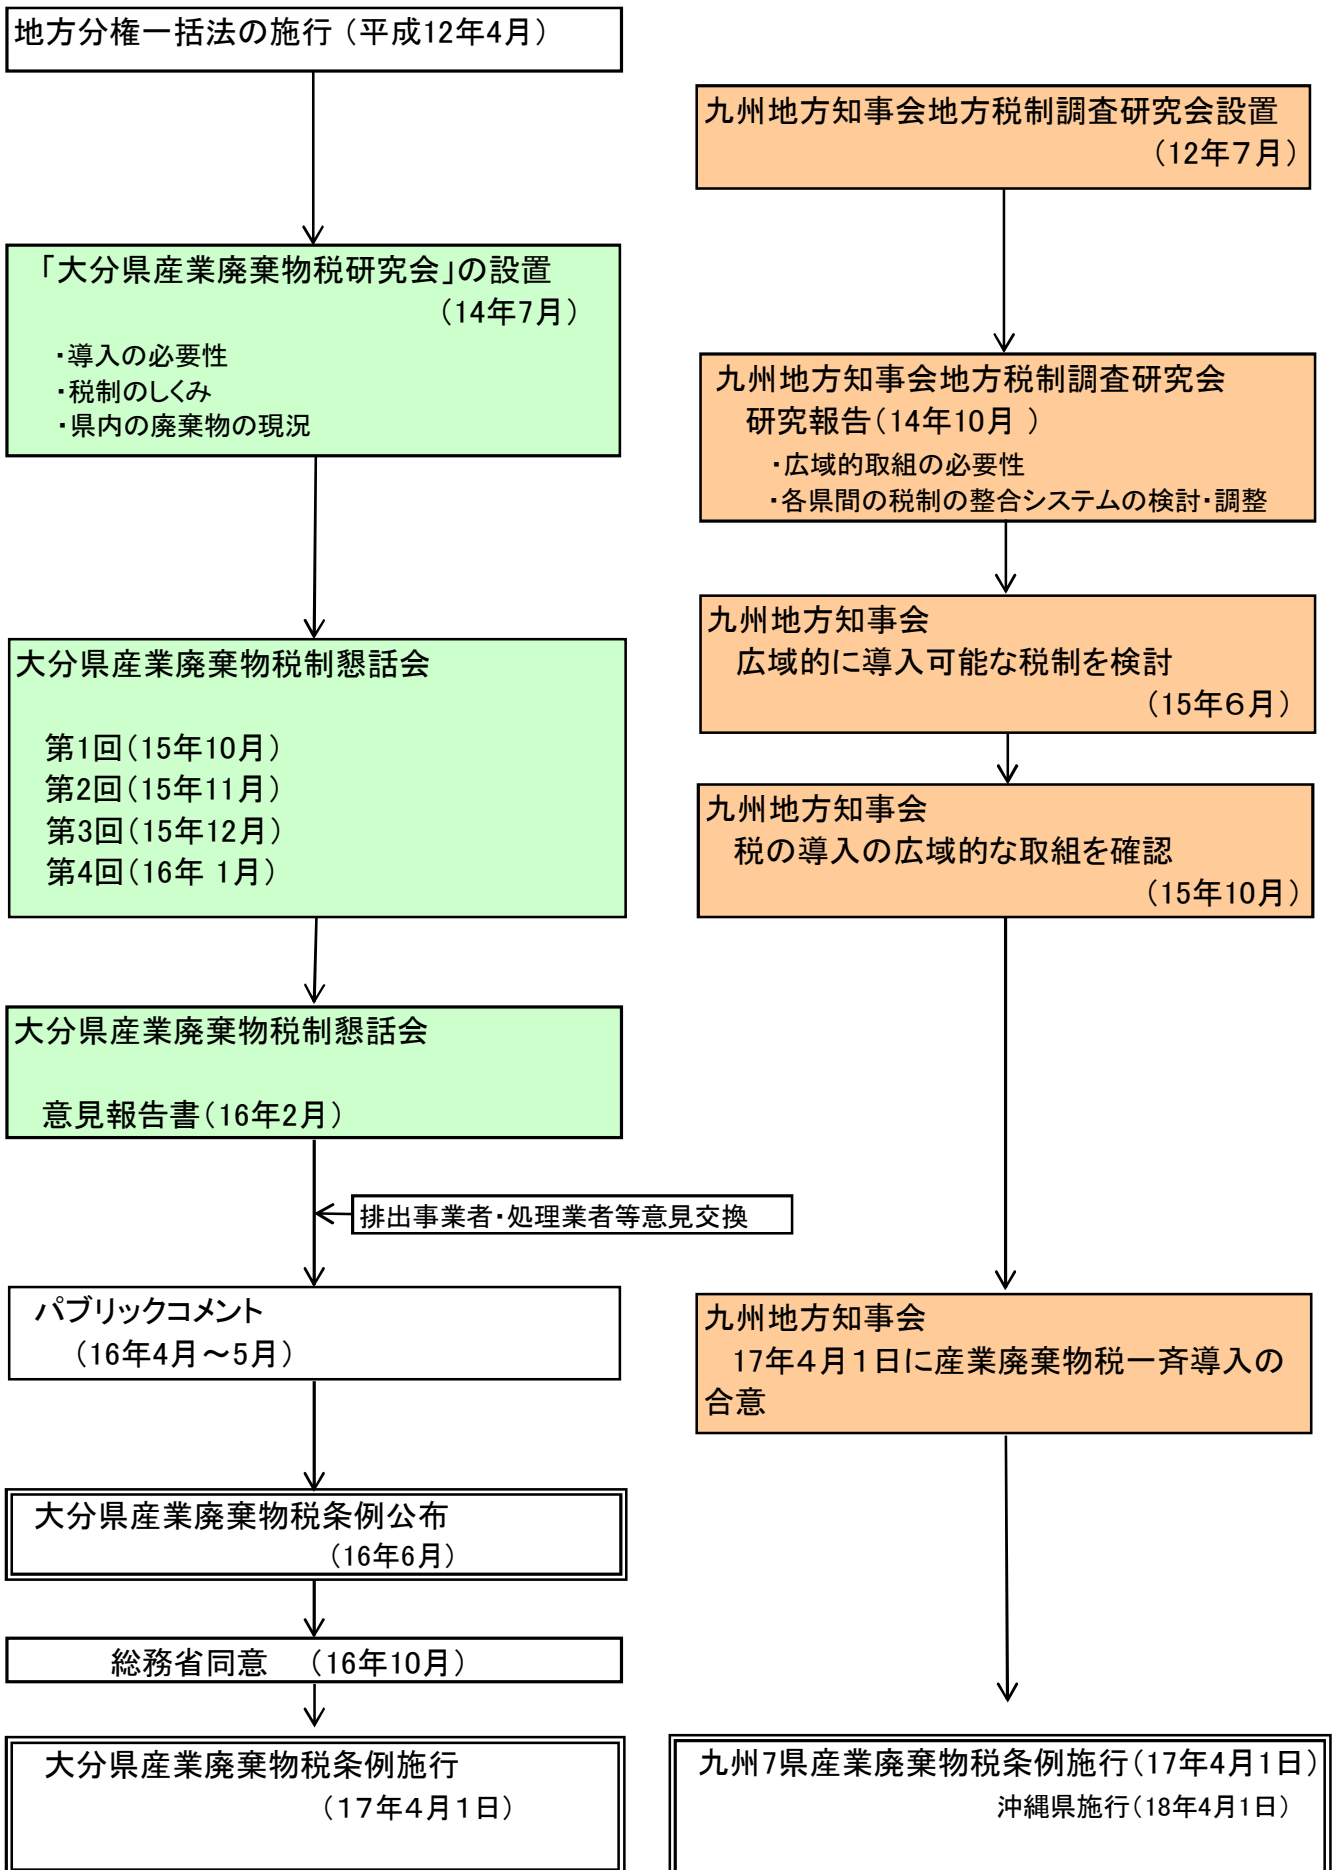 地方分権一括法の施行（平成12年4月）
「大分県産業廃棄物税研究会」の設置
（14年7月）
・導入の必要性
・税制のしくみ
・県内の廃棄物の現況
大分県産業廃棄物税制懇話会
第1回（15年10月）
第2回（15年11月）
第3回（15年12月）
第4回（16年 1月）
大分県産業廃棄物税制懇話会
意見報告書（16年2月）
排出事業者・処理業者等意見交換
パブリックコメント
（16年4月～5月）
大分県産業廃棄物税条例公布
（16年6月）
総務省同意　（16年10月）
大分県産業廃棄物税条例施行
（１７年４月１日）
九州地方知事会地方税制調査研究会設置
（12年７月）
九州地方知事会地方税制調査研究会
研究報告（14年10月 ）
・広域的取組の必要性
・各県間の税制の整合システムの検討・調整
九州地方知事会
広域的に導入可能な税制を検討
（15年６月）
九州地方知事会
税の導入の広域的な取組を確認
（15年10月）
九州地方知事会
17年４月１日に産業廃棄物税一斉導入の
合意
九州7県産業廃棄物税条例施行（17年4月1日）
沖縄県施行（18年4月1日）